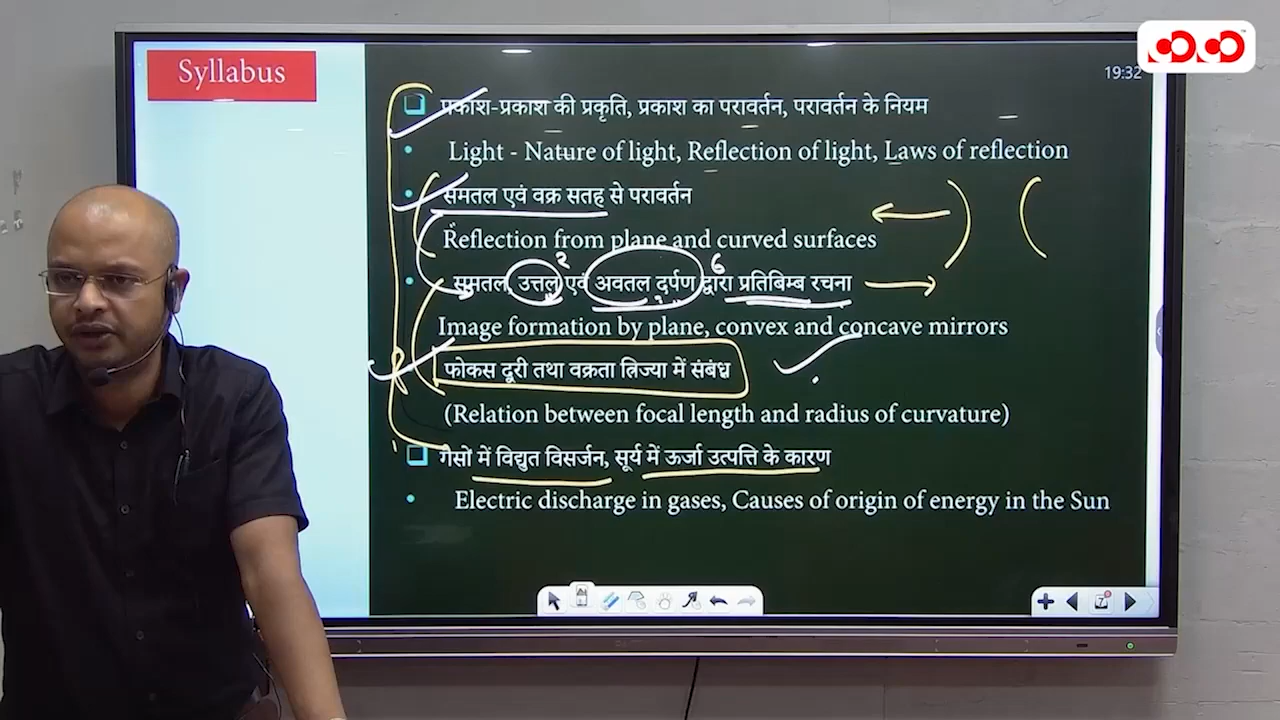 Syllabus
19:32
प्रकाश-प्रकाश की प्रकृति, प्रकाश का परावर्तन, परावर्तन के नियम
Light - Nature of light, Reflection of light, Laws of reflection
समतल एवं वक्र सतह से परावर्तन
Reflection from plane and curved surfaces
2
6
समतल, उत्तल एवं अवतल दर्पण द्वारा प्रतिबिम्ब रचना
Image formation by plane, convex and concave mirrors
फोकस दूरी तथा वक्रता त्रिज्या में संबंध
(Relation between focal length and radius of curvature)
गैसों में विद्युत विसर्जन, सूर्य में ऊर्जा उत्पत्ति के कारण
Electric discharge in gases, Causes of origin of energy in the Sun
7